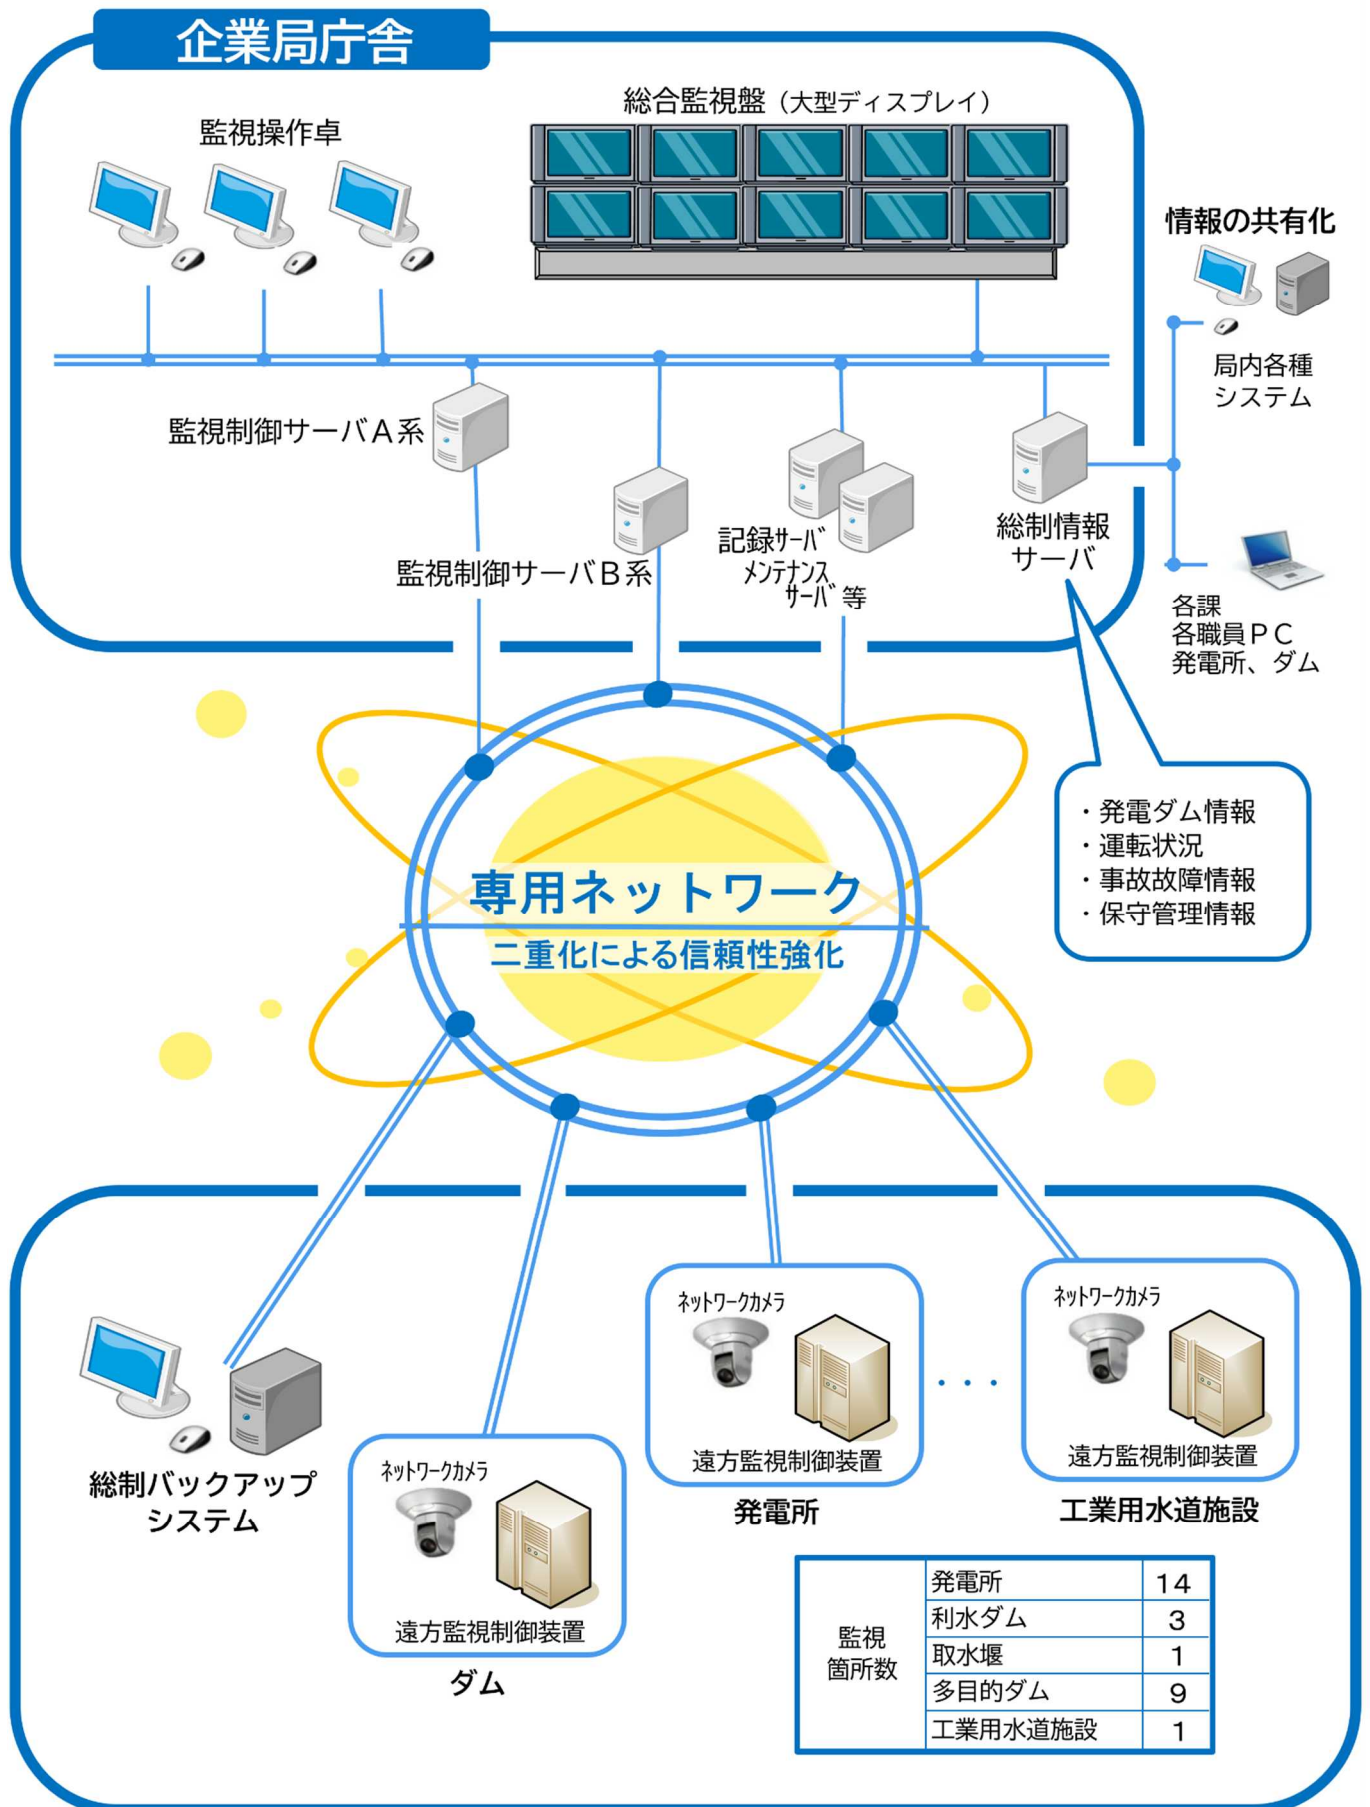 企業局庁舎
監視操作卓
総合監視盤（大型ディスプレイ）
情報の共有化
局内各種
システム
監視制御サーバA系
監視制御サーバB系
記録ｻｰﾊﾞ
ﾒﾝﾃﾅﾝｽ
ｻｰﾊﾞ等
総制情報
サーバ
各課
各職員ＰＣ
発電所、ダム
・発電ダム情報
・運転状況
・事故故障情報
・保守管理情報
専用ネットワーク
二重化による信頼性強化
総制バックアップ
システム
ﾈｯﾄﾜｰｸｶﾒﾗ
遠方監視制御装置
ダム
ﾈｯﾄﾜｰｸｶﾒﾗ
遠方監視制御装置
発電所
・・・
ﾈｯﾄﾜｰｸｶﾒﾗ
遠方監視制御装置
工業用水道施設
監視
箇所数
発電所 14
利水ダム 3
取水堰 1
多目的ダム 9
工業用水道施設 1